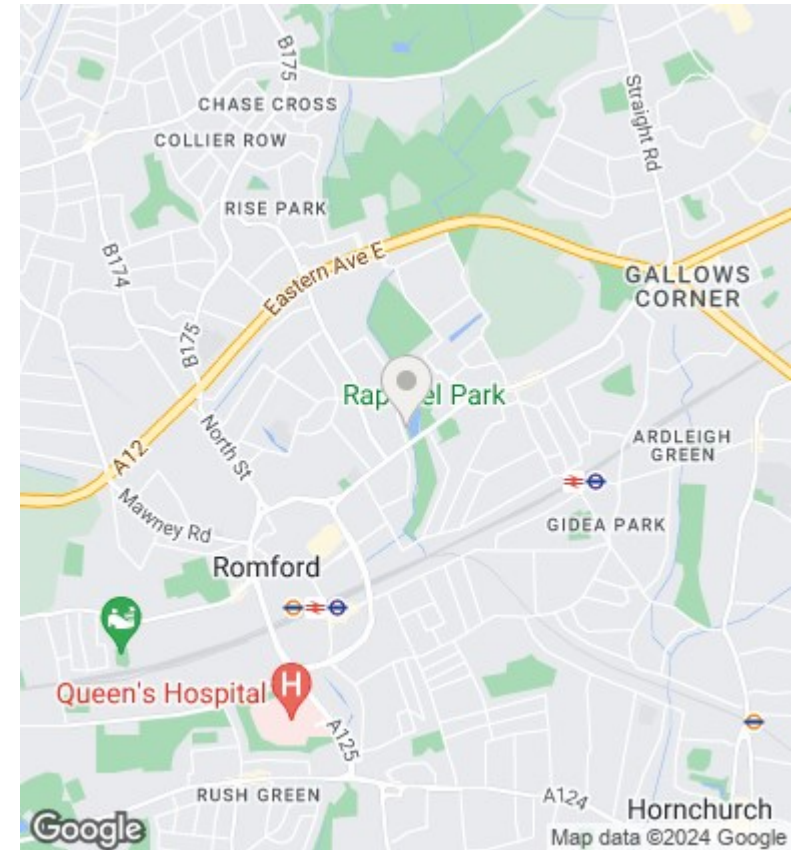 B175
CHASE CROSS
COLLIER ROW
Straight Rd
RISE PARK
B174
Eastern Ave E
GALLOWS
CORNER
B175
Park
North St
ARDLEIGH
GREEN
A12
Mawney Rd
GIDEA PARK
Romford
Queen's Hospital
H
A125
RUSH GREEN
A124
Hornchurch
Google
Map data ©2024 Google